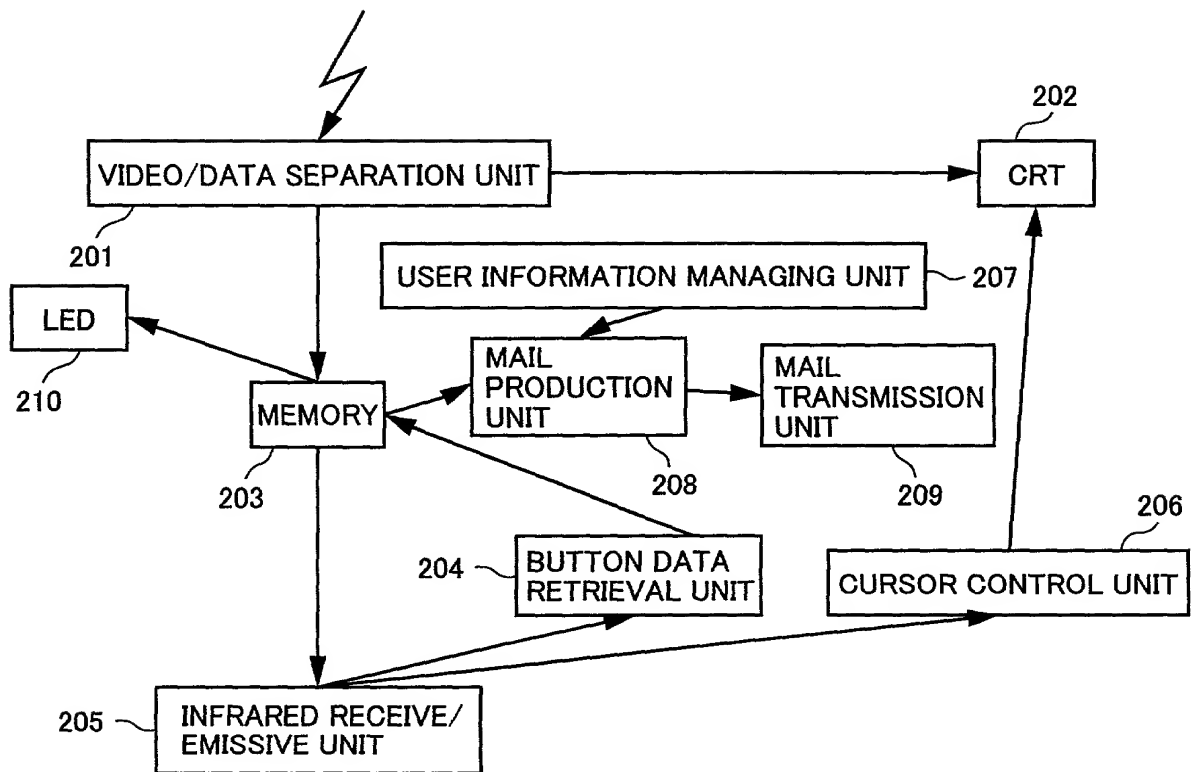 202
VIDEO/DATA SEPARATION UNIT
CRT
201
USER INFORMATION MANAGING UNIT
207
LED
210
MAIL
PRODUCTION
UNIT
MAIL
TRANSMISSION
UNIT
MEMORY
203
208
209
206
204
BUTTON DATA
RETRIEVAL UNIT
CURSOR CONTROL UNIT
205
INFRARED RECEIVE/
EMISSIVE UNIT